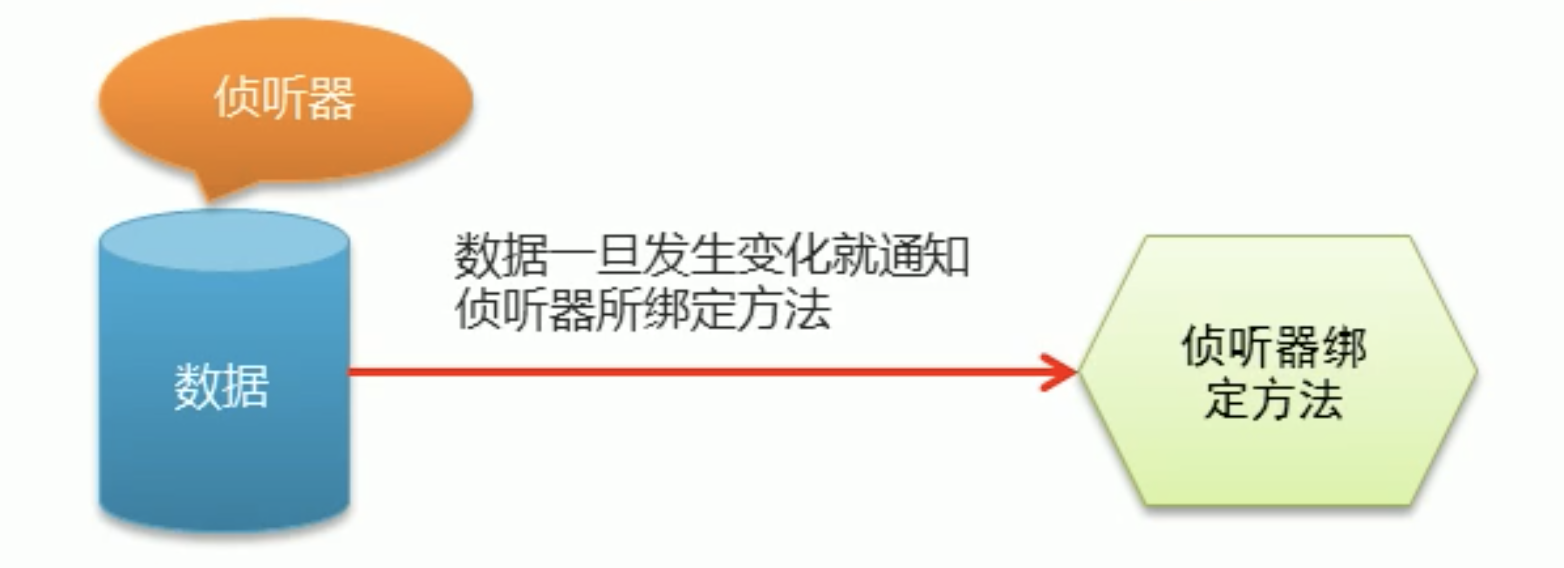 侦听器
数据一旦发生变化就通知
侦听器所绑定方法
数据
侦听器绑
定方法